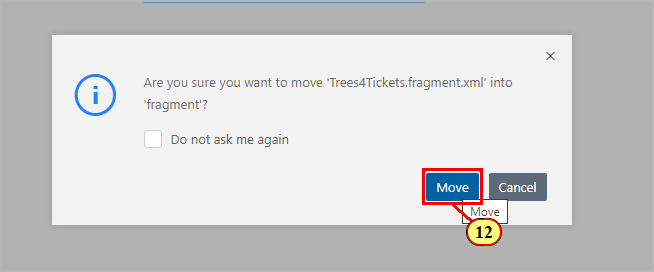 Are you sure you want to move 'Trees4Tickets.fragment.xml' into
'fragment'?
Do not ask me again
Move Cancel
Move
12